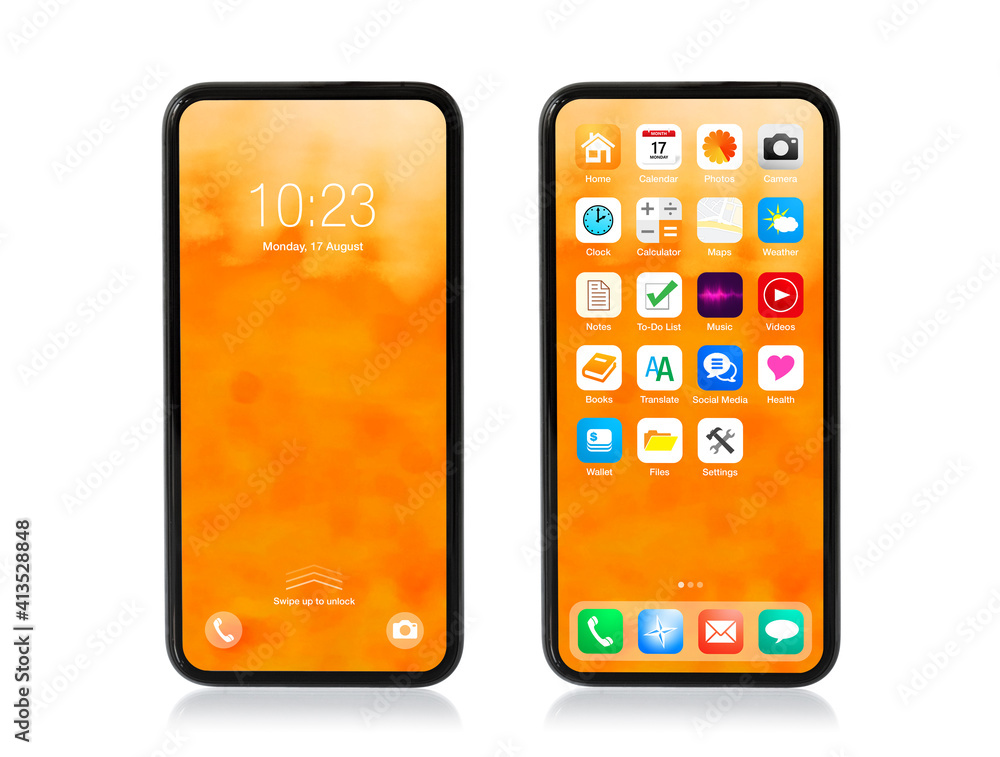 10:23
Monday, 17 August
Swipe up to unlock
MONTH
17
MONDAY
Home Calendar Photos Camera
Clock Calculator Maps Weather
Notes To-Do List Music Videos
AA
Books Translate Social Media Health
$
Wallet Files Settings
Adobe Stock | #413528848
Adobe Stock